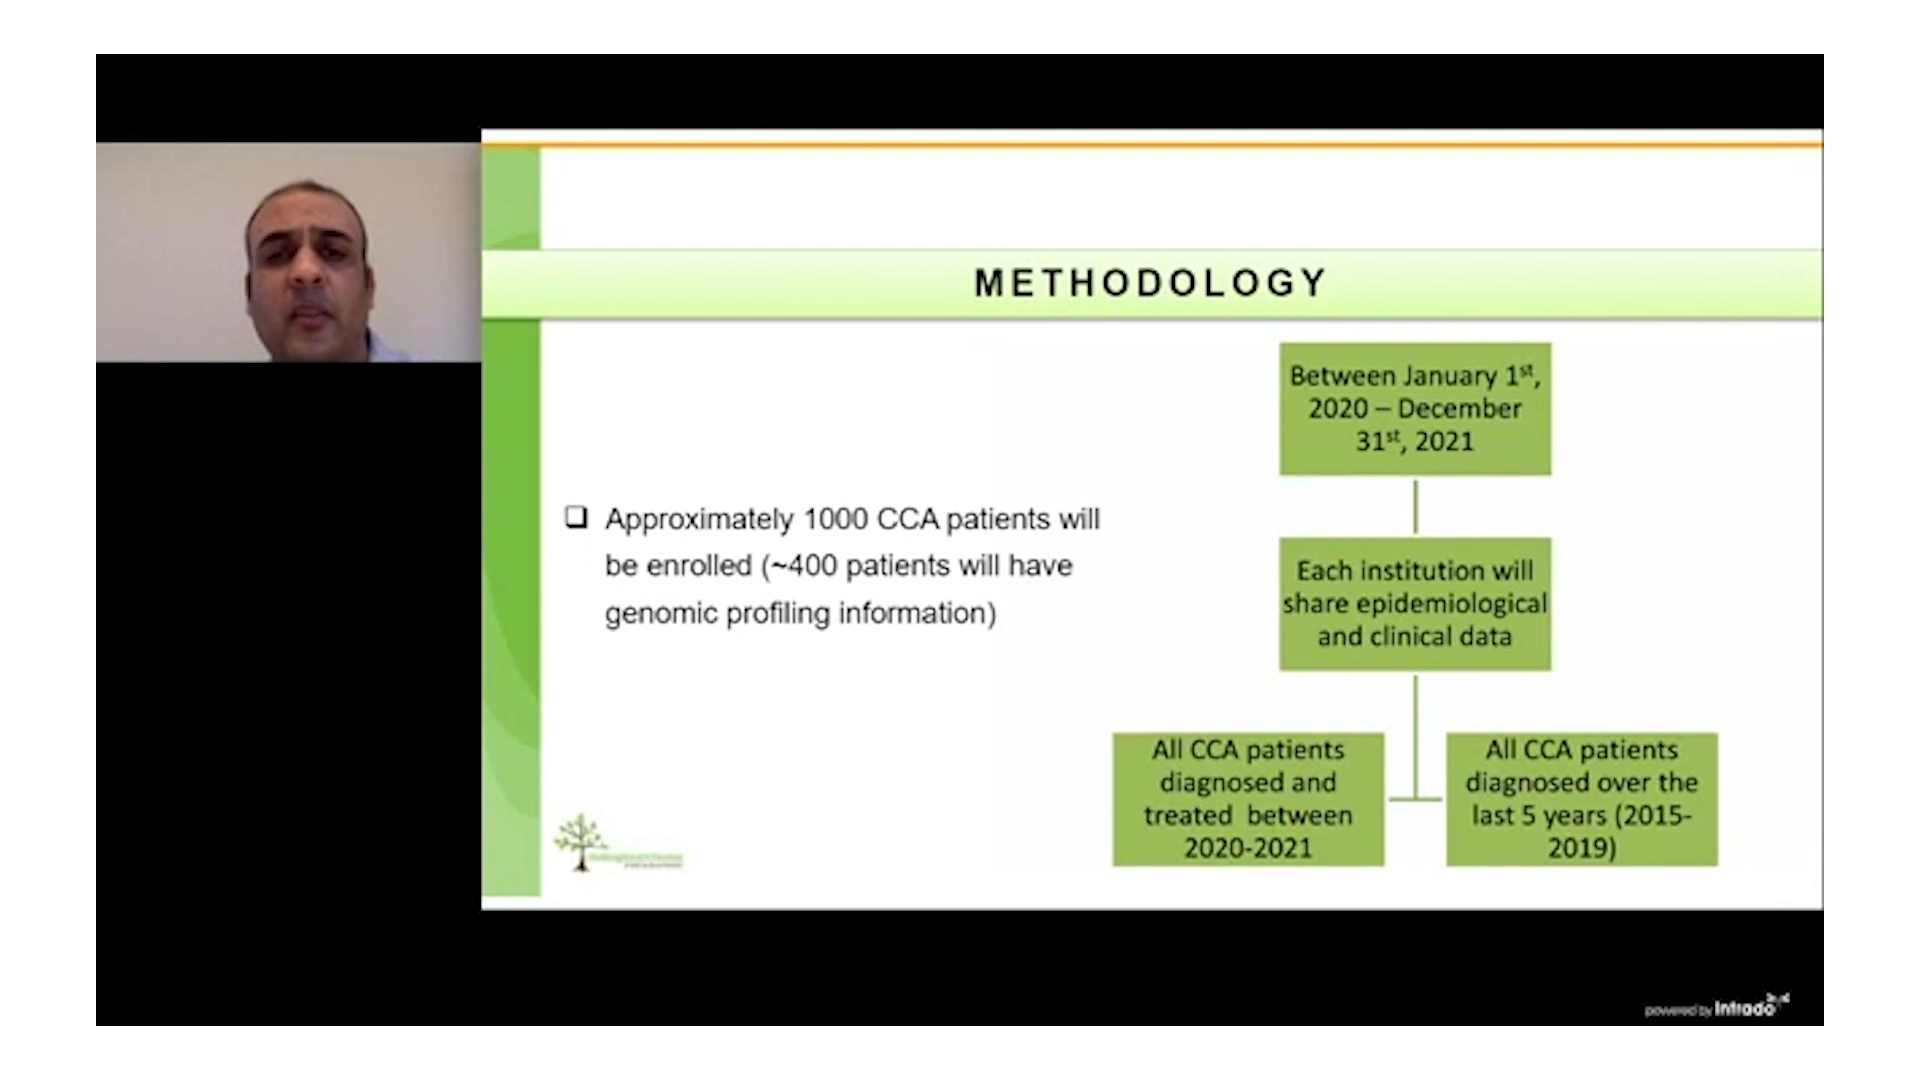 METHODOLOGY
Between January 1st,
2020 – December
31st, 2021
❑ Approximately 1000 CCA patients will
be enrolled (~400 patients will have
genomic profiling information)
Each institution will
share epidemiological
and clinical data
All CCA patients
diagnosed and
treated between
2020-2021
All CCA patients
diagnosed over the
last 5 years (2015-
2019)
powered by intrado